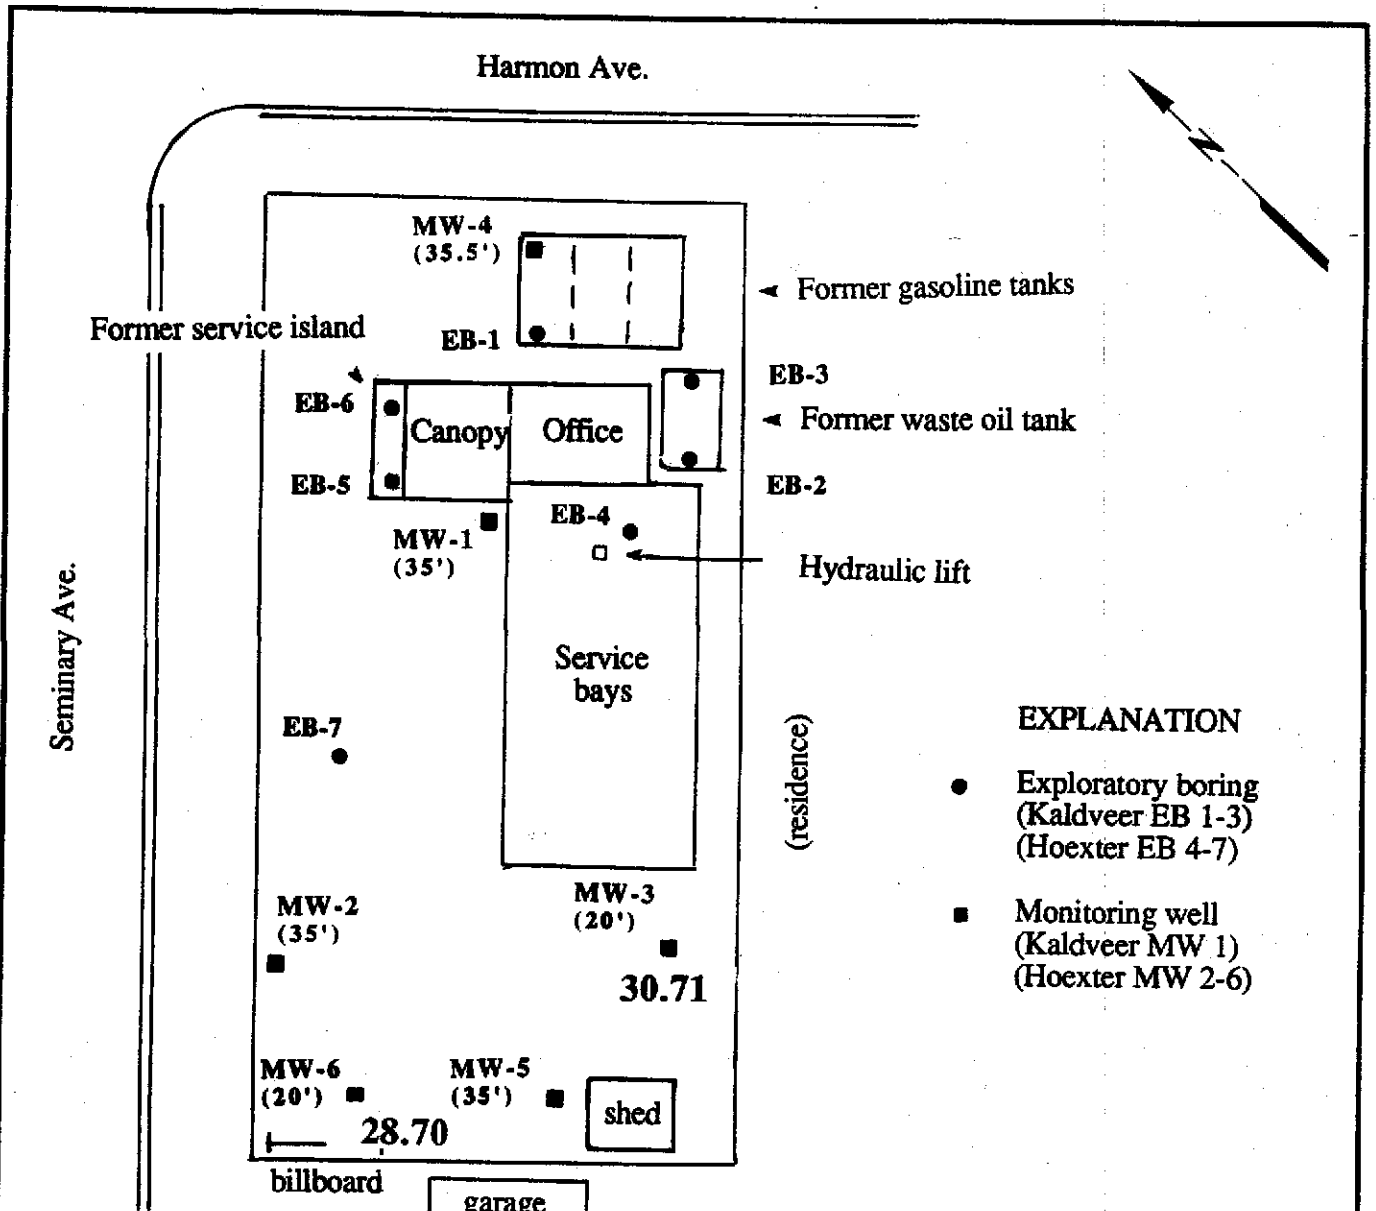 Harmon Ave.
N
MW-4
(35.5')
Former gasoline tanks
Former service island
EB-1
EB-3
EB-6
Canopy
Office
Former waste oil tank
EB-5
EB-2
EB-4
MW-1
(35')
Hydraulic lift
Seminary Ave.
Service
bays
EB-7
(residence)
EXPLANATION
Exploratory boring
(Kaldveer EB 1-3)
(Hoexter EB 4-7)
MW-2
(35')
MW-3
(20')
30.71
Monitoring well
(Kaldveer MW 1)
(Hoexter MW 2-6)
MW-6
(20')
MW-5
(35')
shed
28.70
billboard
garage